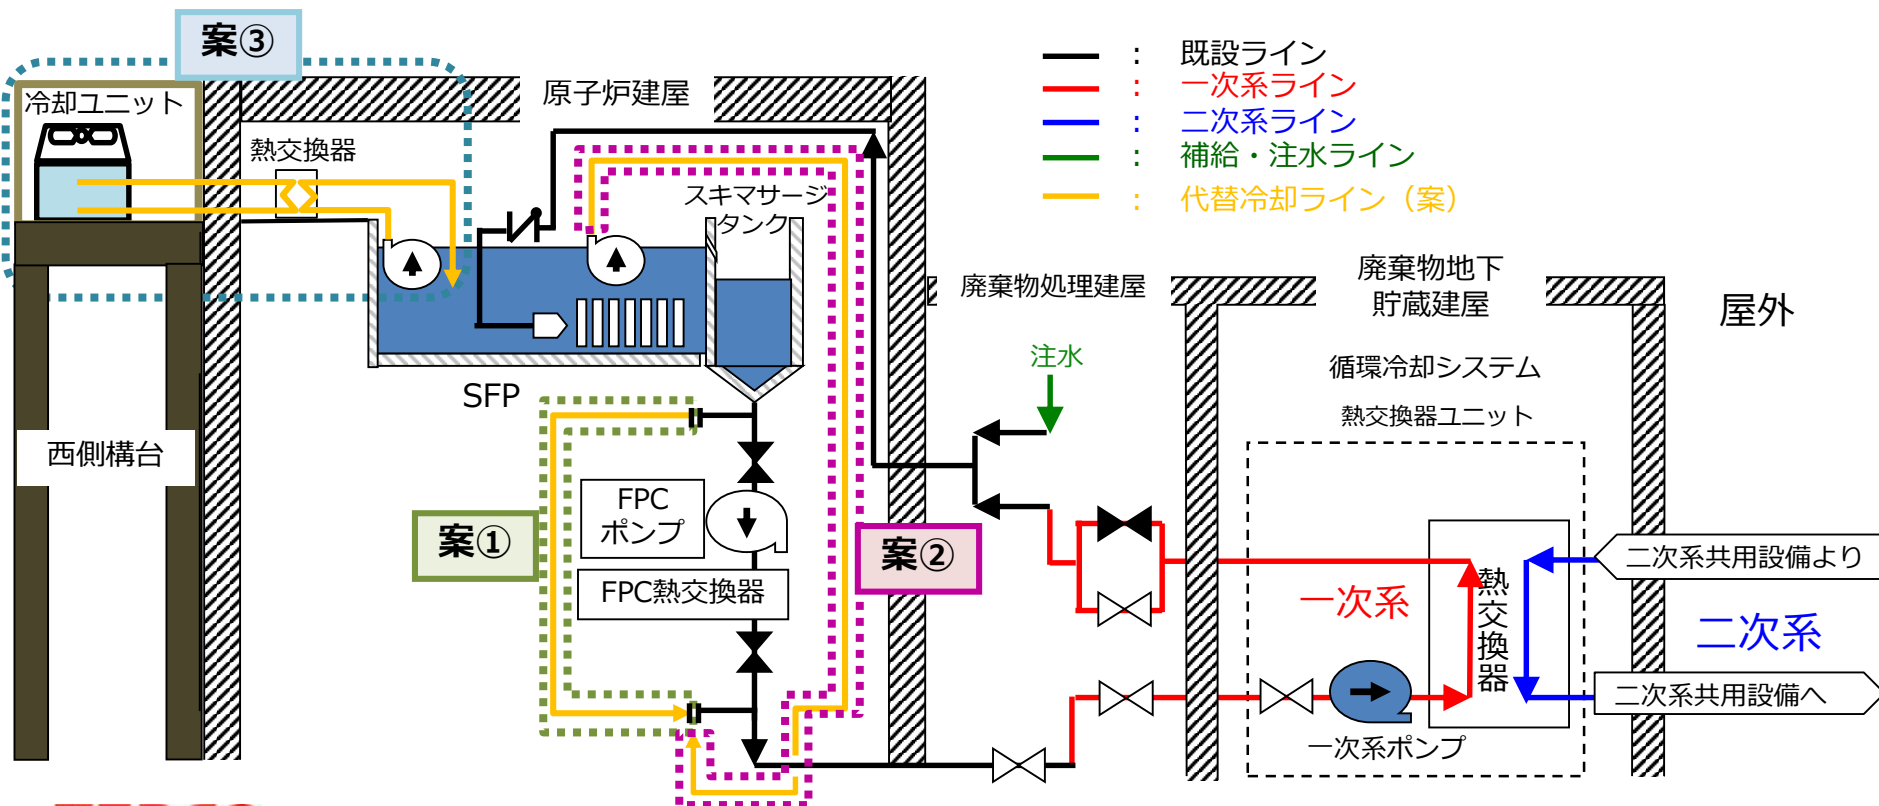 案③
既設ライン
原子炉建屋
一次系ライン
冷却ユニット
二次系ライン
熱交換器
補給・注水ライン
スキマサージ
タンク
代替冷却ライン（案）
廃棄物処理建屋
廃棄物地下
貯蔵建屋
屋外
注水
循環冷却システム
SFP
熱交換器ユニット
西側構台
FPC
ポンプ
案①
案②
二次系共用設備より
FPC熱交換器
一次系
熱交換器
二次系
二次系共用設備へ
一次系ポンプ